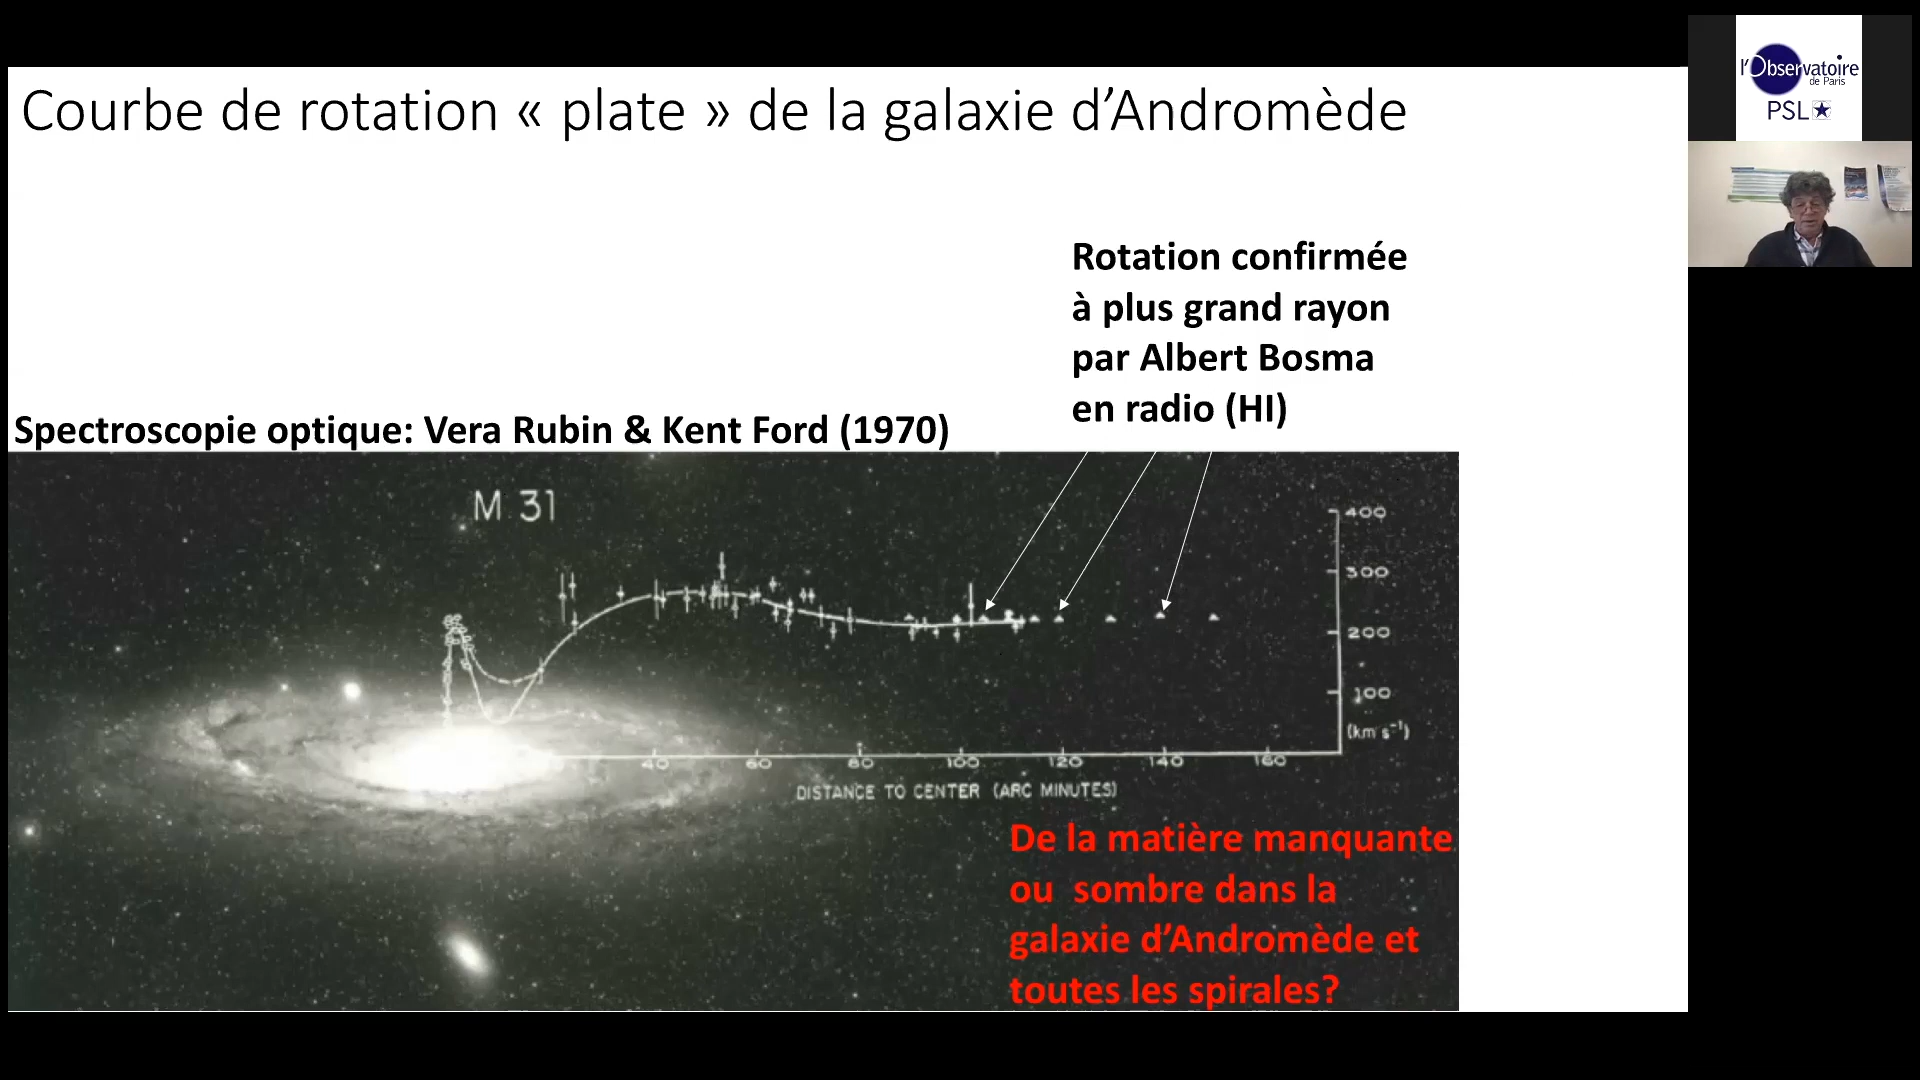 Courbe de rotation « plate » de la galaxie d’Andromède
l'Observatoire
de Paris
PSL
Rotation confirmée
à plus grand rayon
par Albert Bosma
en radio (HI)
Spectroscopie optique: Vera Rubin & Kent Ford (1970)
M 31
400
300
200
100
(km s⁻¹)
40 60 80 100 120 140 160
DISTANCE TO CENTER (ARC MINUTES)
De la matière manquante
ou sombre dans la
galaxie d’Andromède et
toutes les spirales?